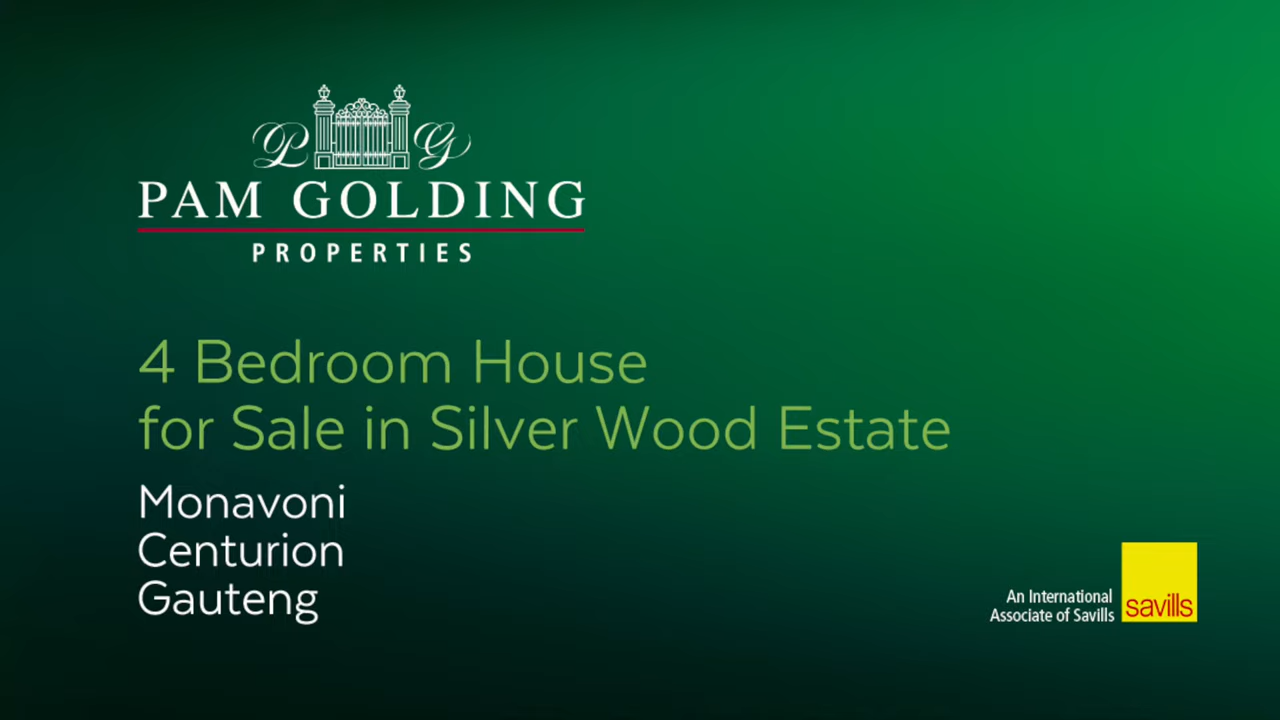 P G
PAM GOLDING
PROPERTIES
4 Bedroom House
for Sale in Silver Wood Estate
Monavoni
Centurion
Gauteng
An International
Associate of Savills
savills